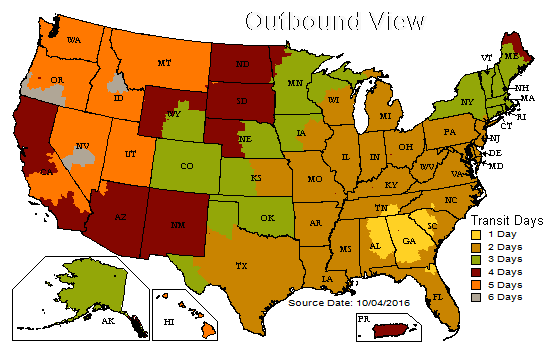 Outbound View
WA
OR
CA
NV
ID
MT
WY
UT
AZ
CO
NM
ND
SD
NE
KS
OK
TX
MN
IA
MO
AR
LA
WI
IL
MI
IN
OH
KY
TN
MS
AL
GA
FL
SC
NC
VA
WV
PA
NY
VT
ME
NH
MA
RI
CT
NJ
DE
MD
AK
HI
PR
Transit Days
1 Day
2 Days
3 Days
4 Days
5 Days
6 Days
Source Date: 10/04/2016